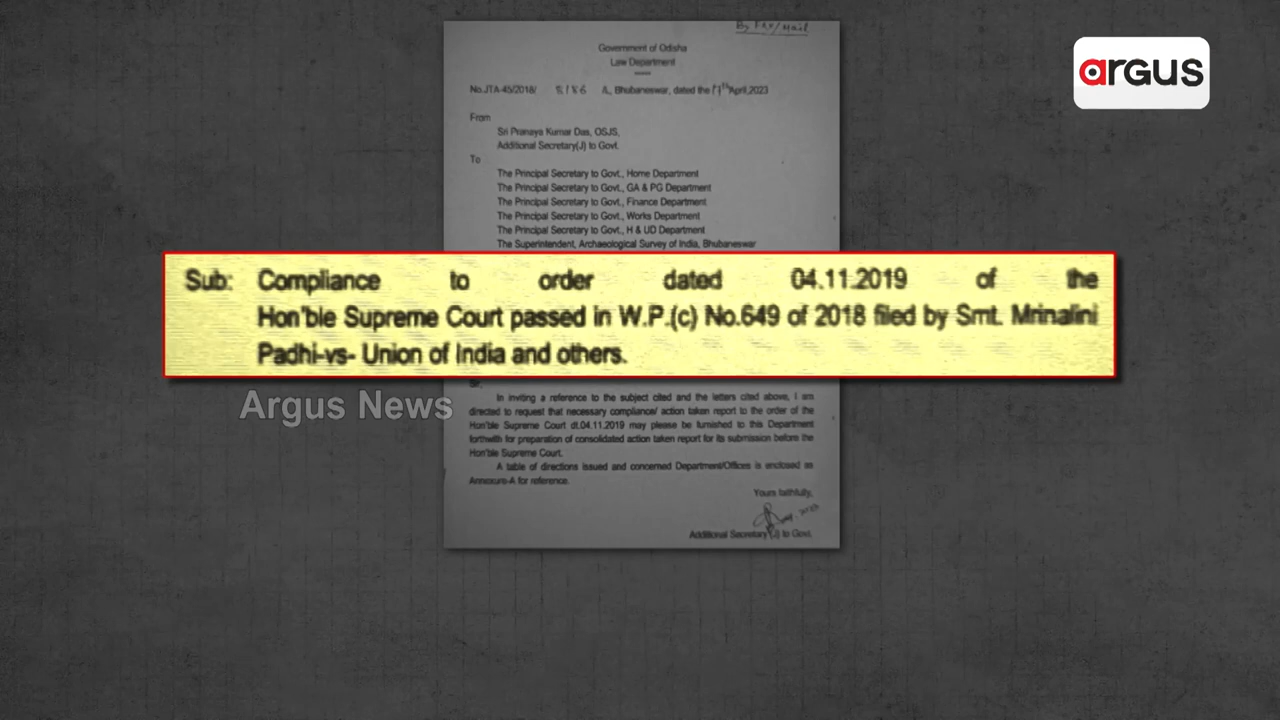 By FAX/Mail
argus
Government of Odisha
Law Department
No.JTA-45/2018/ L, Bhubaneswar, dated the April,2023
From
Sri Pranaya Kumar Das, OSJS,
Additional Secretary(J) to Govt.
To
The Principal Secretary to Govt., Home Department
The Principal Secretary to Govt., GA & PG Department
The Principal Secretary to Govt., Finance Department
The Principal Secretary to Govt., Works Department
The Principal Secretary to Govt., H & UD Department
The Superintendent, Archaeological Survey of India, Bhubaneswar
Sub: Compliance to order dated 04.11.2019 of the
Hon'ble Supreme Court passed in W.P.(c) No.649 of 2018 filed by Smt. Mrinalini
Padhi-vs- Union of India and others.
Sir,
Argus News
In inviting a reference to the subject cited and the letters cited above, I am
directed to request that necessary compliance/ action taken report to the order of the
Hon'ble Supreme Court dt.04.11.2019 may please be furnished to this Department
forthwith for preparation of consolidated action taken report for its submission before the
Hon'ble Supreme Court.
A table of directions issued and concerned Department/Offices is enclosed as
Annexure-A for reference.
Yours faithfully,
Additional Secretary (J) to Govt.